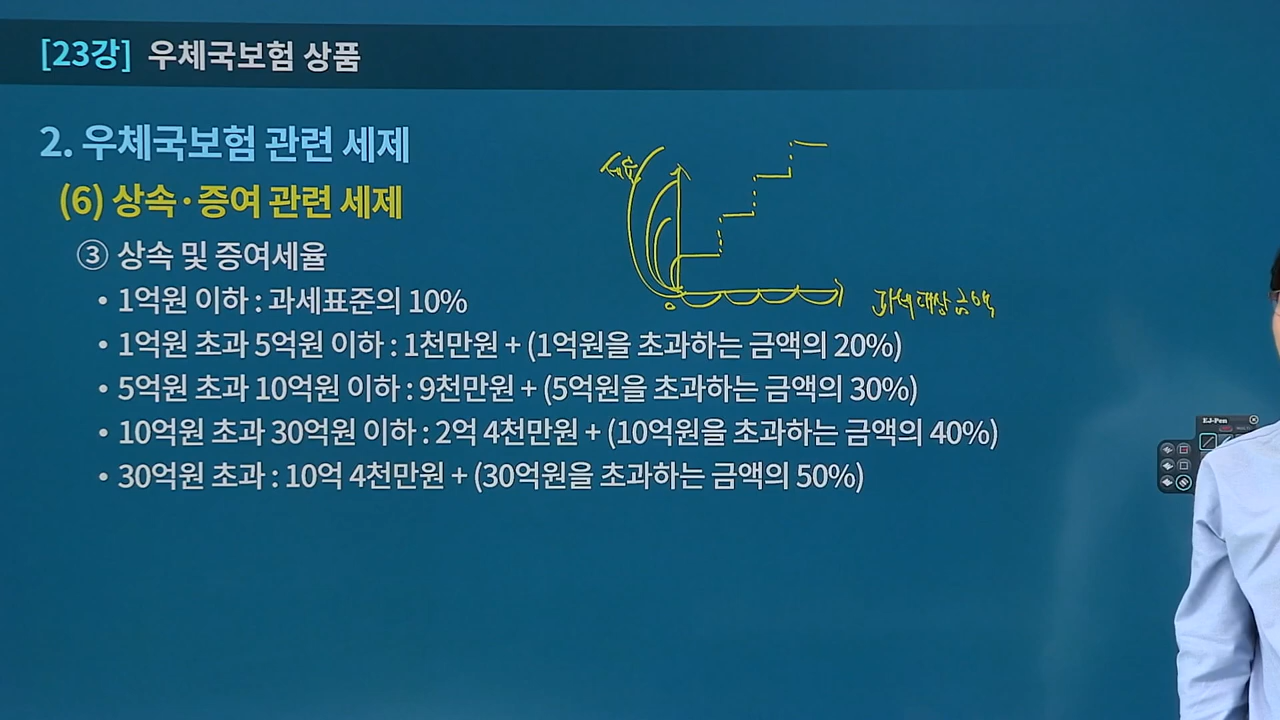 [23강] 우체국보험 상품
2. 우체국보험 관련 세제
(6) 상속·증여 관련 세제
세율
③ 상속 및 증여세율
• 1억원 이하 : 과세표준의 10%
0
과세대상금액
• 1억원 초과 5억원 이하 : 1천만원 + (1억원을 초과하는 금액의 20%)
• 5억원 초과 10억원 이하 : 9천만원 + (5억원을 초과하는 금액의 30%)
• 10억원 초과 30억원 이하 : 2억 4천만원 + (10억원을 초과하는 금액의 40%)
• 30억원 초과 : 10억 4천만원 + (30억원을 초과하는 금액의 50%)
EJ-Pen